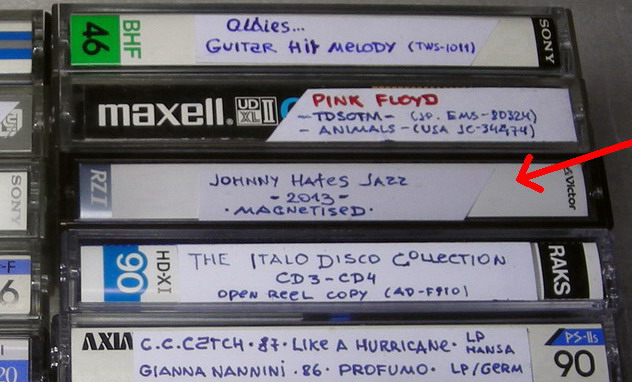 46
BHF
Oldies...
GUITAR HIT MELODY (TWS-1011)
SONY
maxell. UD XL II
PINK FLOYD
- TDSOTM - (JP. EMS-80324)
- ANIMALS - (USA JC-34474)
SONY
RZI
JOHNNY HATES JAZZ
- 2013 -
· MAGNETISED ·
Victor
90
HD-XI
THE ITALO DISCO COLLECTION
CD3-CD4
OPEN REEL COPY (AD-F910)
RAKS
AXIA
C.C.CATCH · 87 · LIKE A HURRICANE · LP HANSA
GIANNA NANNINI · 86 · PROFUMO · LP/GERM
PS-IIs
90